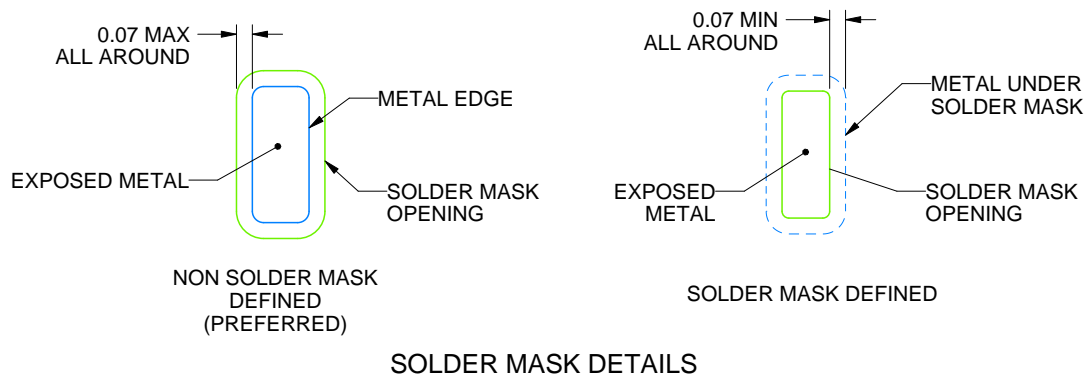 0.07 MAX
ALL AROUND
METAL EDGE
EXPOSED METAL
SOLDER MASK
OPENING
NON SOLDER MASK
DEFINED
(PREFERRED)
0.07 MIN
ALL AROUND
METAL UNDER
SOLDER MASK
EXPOSED
METAL
SOLDER MASK
OPENING
SOLDER MASK DEFINED
SOLDER MASK DETAILS